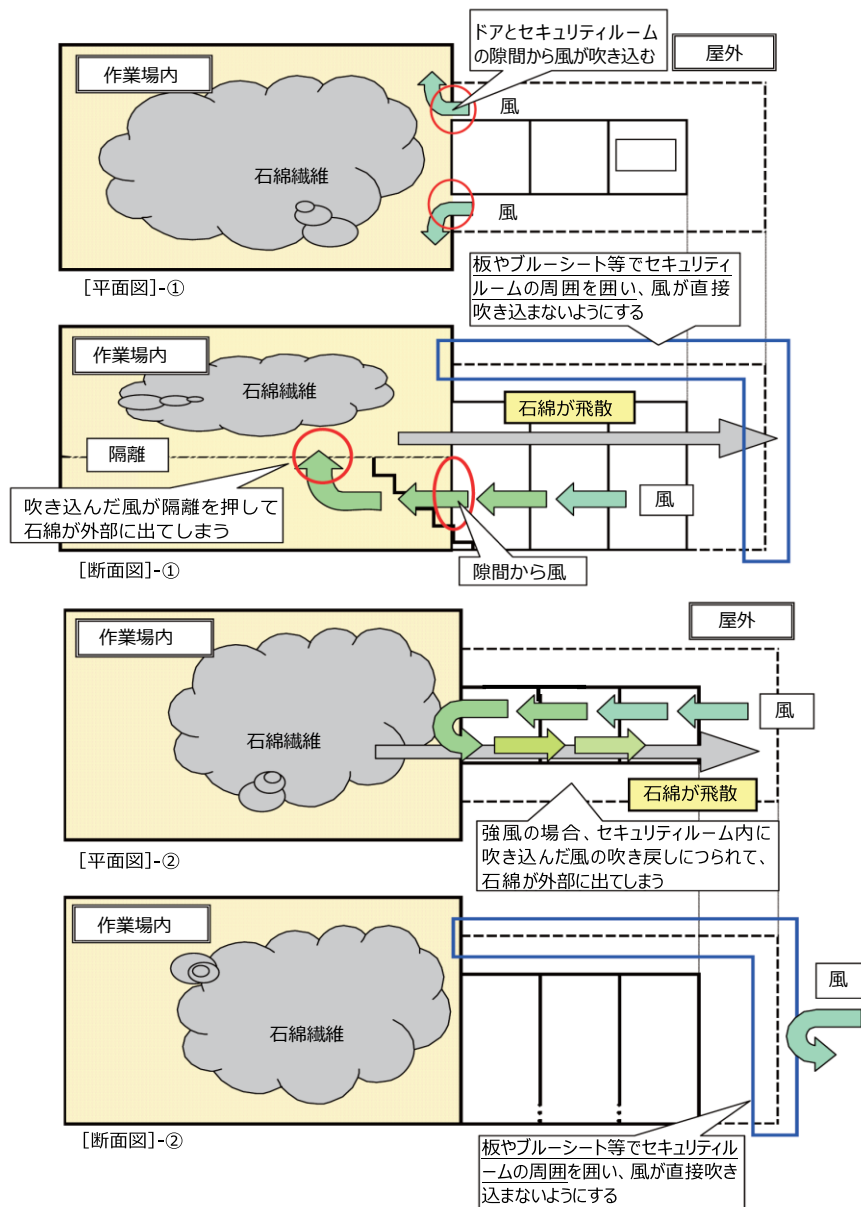 ドアとセキュリティルーム
の隙間から風が吹き込む
屋外
作業場内
風
石綿繊維
風
[平面図]-①
板やブルーシート等でセキュリティ
ルームの周囲を囲い、風が直接
吹き込まないようにする
作業場内
石綿繊維
石綿が飛散
隔離
風
吹き込んだ風が隔離を押して
石綿が外部に出てしまう
隙間から風
[断面図]-①
作業場内
屋外
風
石綿繊維
石綿が飛散
強風の場合、セキュリティルーム内に
吹き込んだ風の吹き戻しにつられて、
石綿が外部に出てしまう
[平面図]-②
作業場内
風
石綿繊維
[断面図]-②
板やブルーシート等でセキュリティル
ームの周囲を囲い、風が直接吹き
込まないようにする